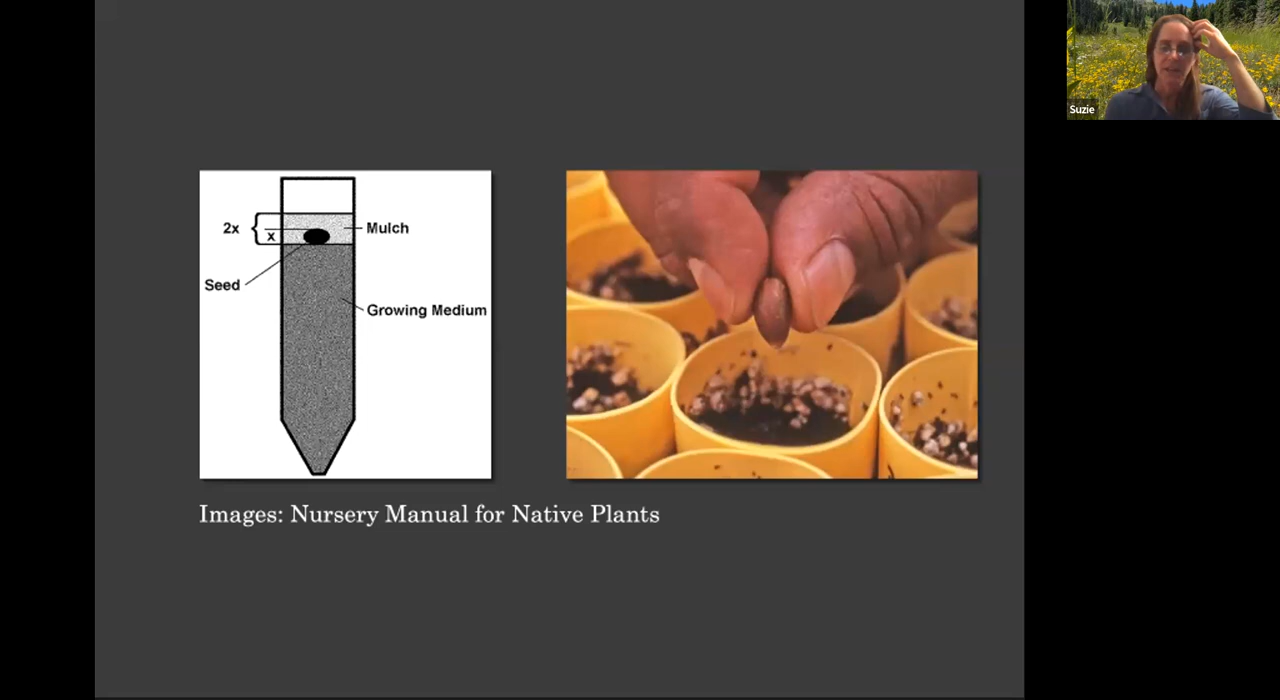 2x
x
Mulch
Seed
Growing Medium
Images: Nursery Manual for Native Plants
Suzie